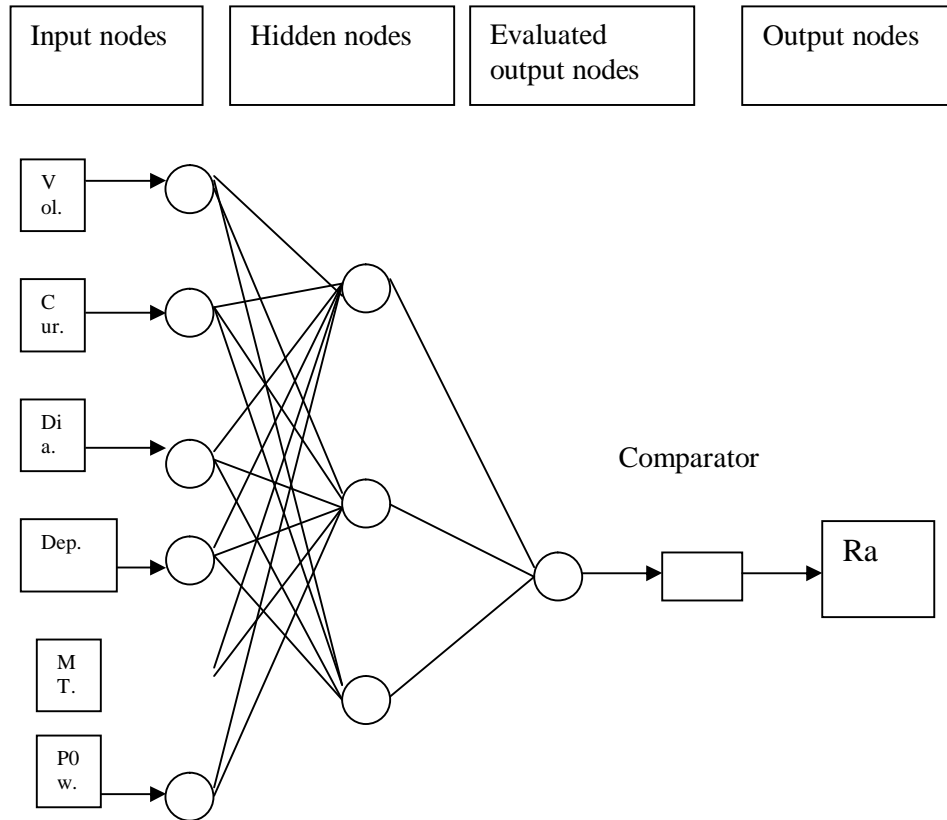 Input nodes
Hidden nodes
Evaluated
output nodes
Output nodes
V
ol.
C
ur.
Di
a.
Comparator
Dep.
Ra
M
T.
P0
w.